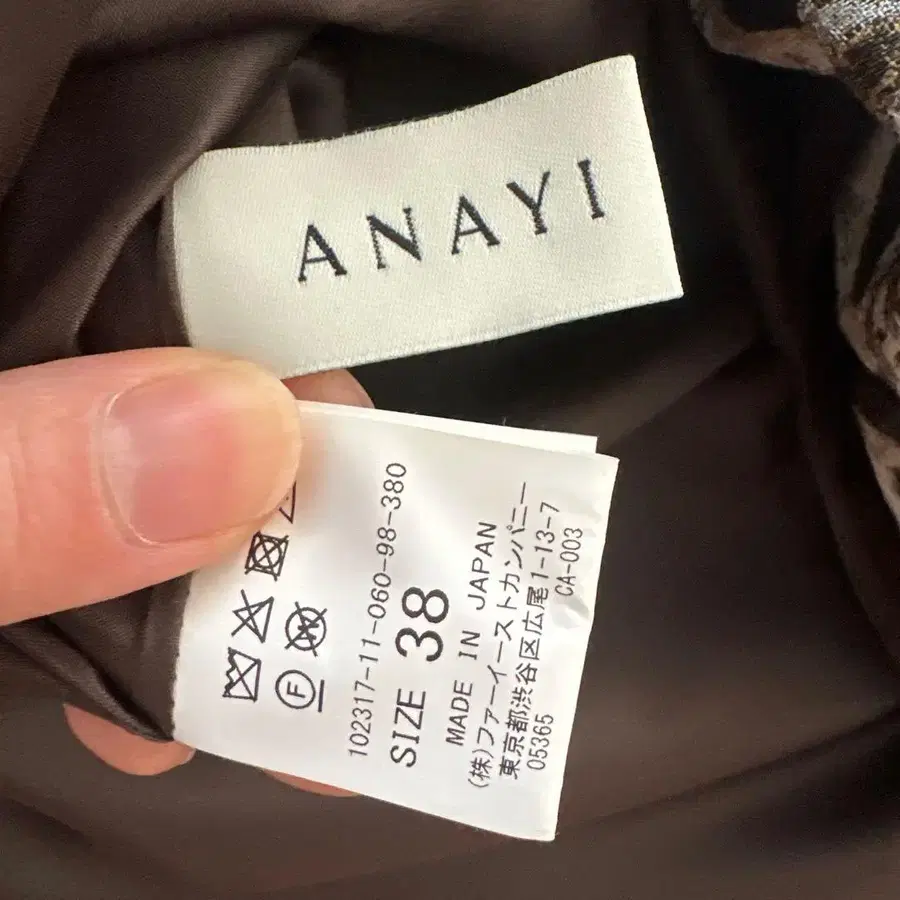 ANAYI
102317-11-060-98-380
SIZE 38
MADE IN JAPAN
(株)ファーイーストカンパニー
東京都渋谷区広尾1-13-7
05365 CA-003
F
W